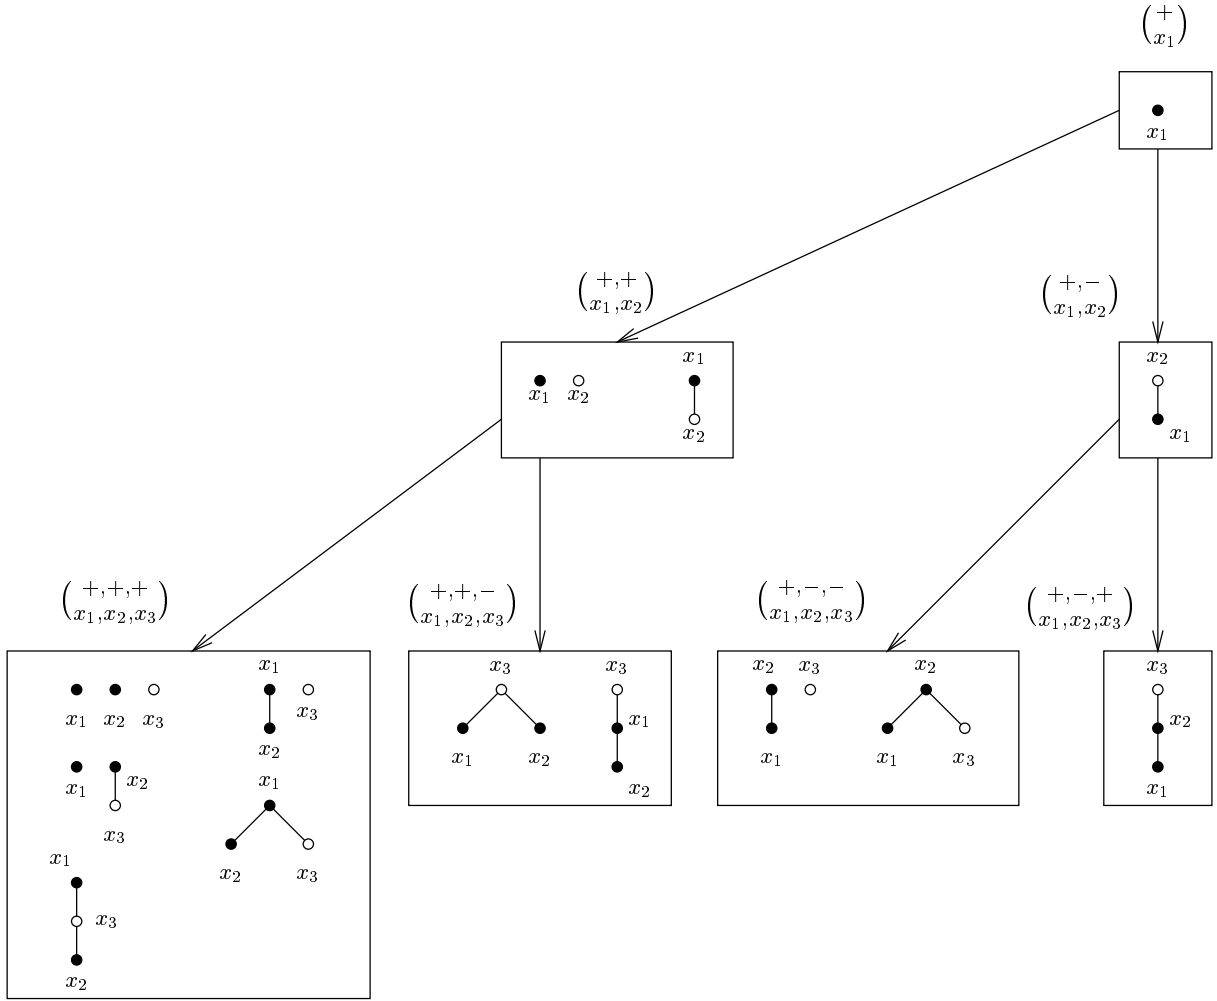 (+
x₁)
x₁
(+,+
x₁,x₂)
(+,−
x₁,x₂)
x₁
x₂
x₁ x₂
x₂
x₁
(+,+,+
x₁,x₂,x₃)
(+,+,−
x₁,x₂,x₃)
(+,−,−
x₁,x₂,x₃)
(+,−,+
x₁,x₂,x₃)
x₁
x₁ x₂ x₃
x₃
x₂
x₁
x₂
x₁
x₃
x₂ x₃
x₁
x₃
x₂
x₃
x₁ x₂
x₃
x₁
x₂
x₂ x₃
x₁
x₂
x₁ x₃
x₃
x₂
x₁